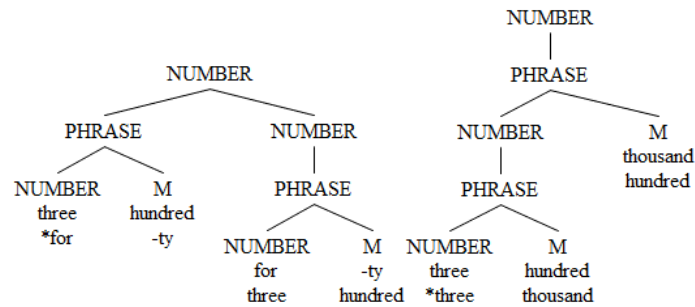 NUMBER
NUMBER PHRASE
PHRASE NUMBER NUMBER M
thousand
hundred
NUMBER M PHRASE PHRASE
three hundred
*for -ty
NUMBER M NUMBER M
for -ty three hundred
three hundred *three thousand